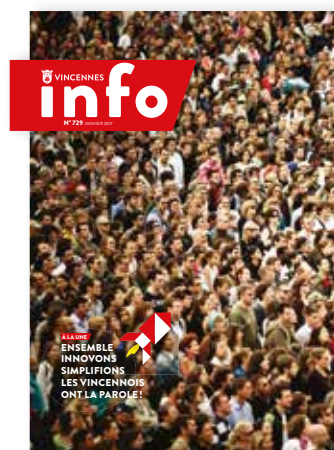 VINCENNES
info
N° 729 JANVIER 2017
À LA UNE
ENSEMBLE
INNOVONS
SIMPLIFIONS
LES VINCENNOIS
ONT LA PAROLE !